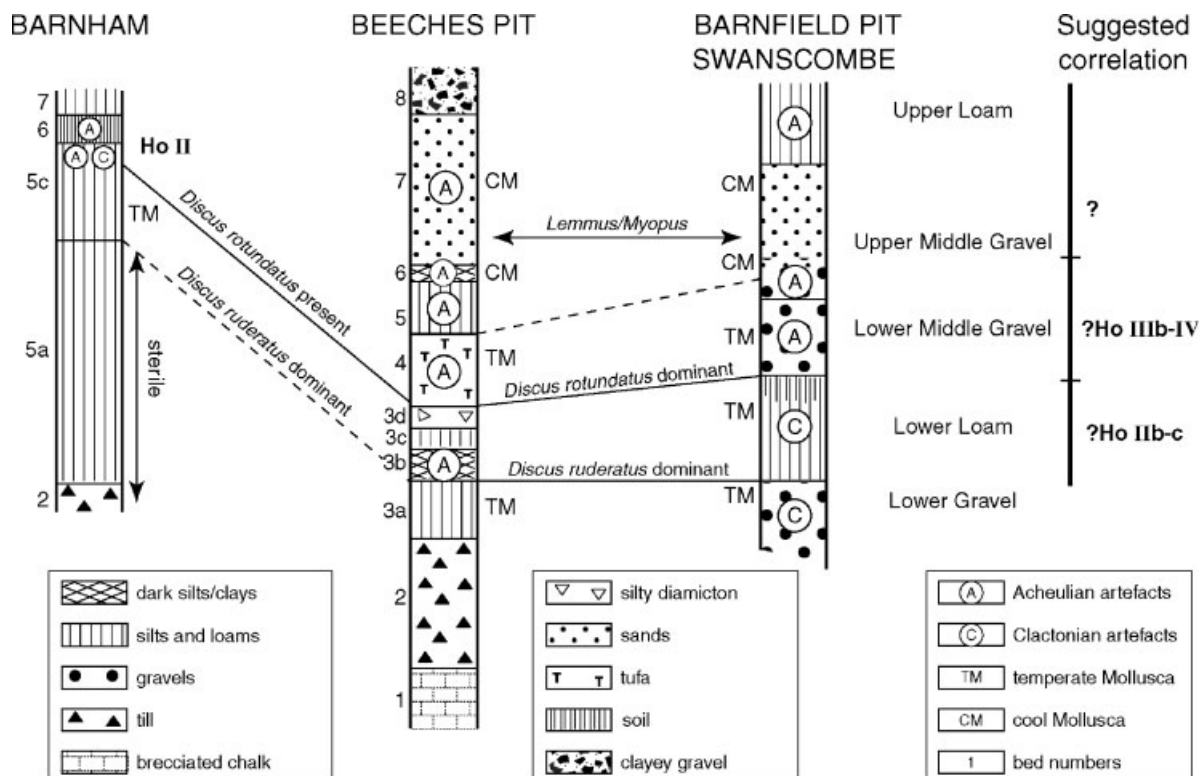 BARNHAM
BEECHES PIT
BARNFIELD PIT
SWANSCOMBE
Suggested
correlation
7
6
5c
5a
2
A
A C
Ho II
TM
sterile
Discus rotundatus present
Discus ruderatus dominant
8
7
6
5
4
3d
3c
3b
3a
2
1
A
A
A
A
A
CM
CM
TM
TM
T T
T T
T T
Lemmus/Myopus
Discus rotundatus dominant
Discus ruderatus dominant
CM
CM
TM
TM
TM
A
A
A
C
C
Upper Loam
Upper Middle Gravel
Lower Middle Gravel
Lower Loam
Lower Gravel
?
?Ho IIIb-IV
?Ho IIb-c
dark silts/clays
silts and loams
gravels
till
brecciated chalk
silty diamicton
sands
T T tufa
soil
clayey gravel
A Acheulian artefacts
C Clactonian artefacts
TM temperate Mollusca
CM cool Mollusca
1 bed numbers